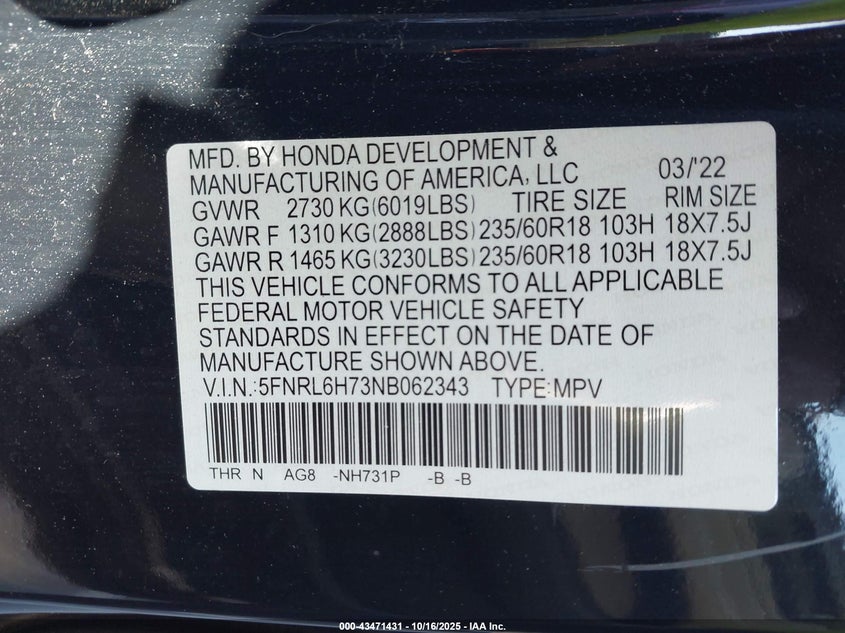 MFD. BY HONDA DEVELOPMENT &
MANUFACTURING OF AMERICA, LLC 03/'22
GVWR 2730 KG(6019LBS) TIRE SIZE RIM SIZE
GAWR F 1310 KG(2888LBS) 235/60R18 103H 18X7.5J
GAWR R 1465 KG(3230LBS) 235/60R18 103H 18X7.5J
THIS VEHICLE CONFORMS TO ALL APPLICABLE
FEDERAL MOTOR VEHICLE SAFETY
STANDARDS IN EFFECT ON THE DATE OF
MANUFACTURE SHOWN ABOVE.
V.I.N.:5FNRL6H73NB062343 TYPE:MPV
THR N AG8 -NH731P -B -B
000-43471431 - 10/16/2025 - IAA Inc.